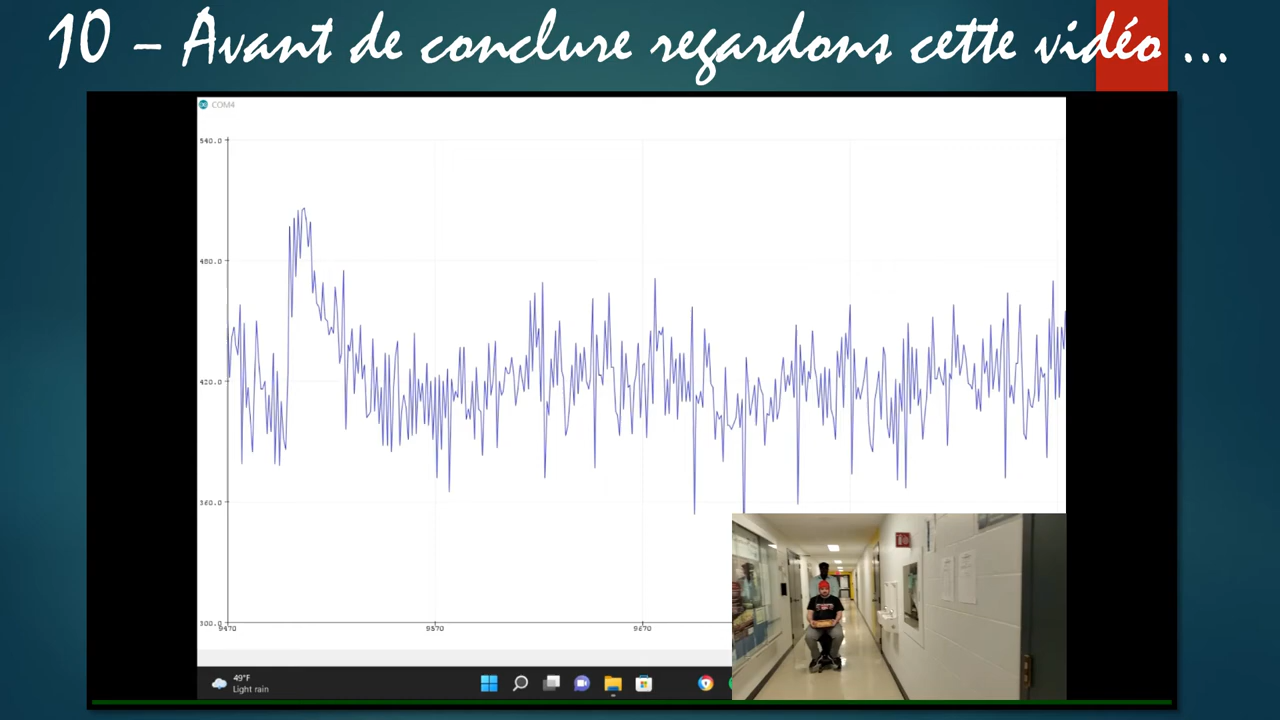 10 – Avant de conclure regardons cette vidéo ...
COM4
540.0
480.0
420.0
360.0
300.0
9470
9570
9670
49°F
Light rain